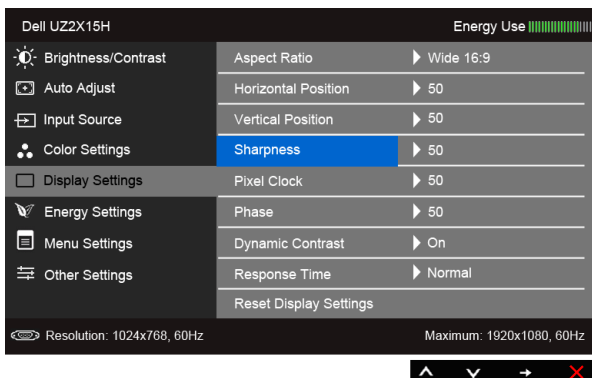 Dell UZ2X15H
Energy Use
Brightness/Contrast
Auto Adjust
Input Source
Color Settings
Display Settings
Energy Settings
Menu Settings
Other Settings
Aspect Ratio Wide 16:9
Horizontal Position 50
Vertical Position 50
Sharpness 50
Pixel Clock 50
Phase 50
Dynamic Contrast On
Response Time Normal
Reset Display Settings
Resolution: 1024x768, 60Hz
Maximum: 1920x1080, 60Hz